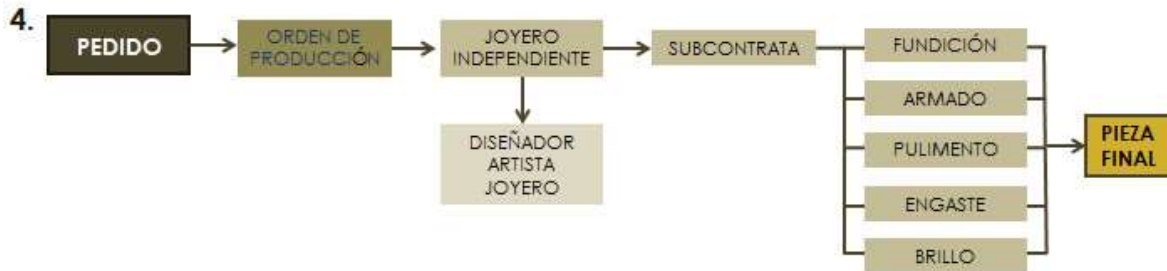 4.
PEDIDO
ORDEN DE
PRODUCCIÓN
JOYERO
INDEPENDIENTE
DISEÑADOR
ARTISTA
JOYERO
SUBCONTRATA
FUNDICIÓN
ARMADO
PULIMENTO
ENGASTE
BRILLO
PIEZA
FINAL